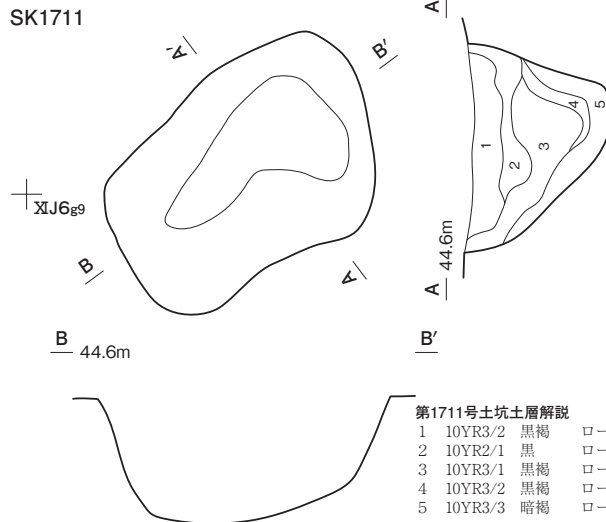 SK1711
A′
B′
A
1
2
3
4
5
ⅪJ6g9
B
A
A 44.6m
B 44.6m
B′
第1711号土坑土層解説
1 10YR3/2 黒褐 ロー
2 10YR2/1 黒 ロー
3 10YR3/1 黒褐 ロー
4 10YR3/2 黒褐 ロー
5 10YR3/3 暗褐 ロー